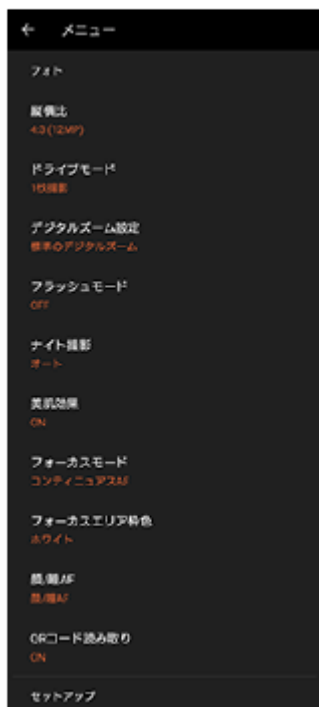 ← メニュー
フォト
縦横比
4:3 (12MP)
ドライブモード
1枚撮影
デジタルズーム設定
標準のデジタルズーム
フラッシュモード
OFF
ナイト撮影
オート
美肌効果
ON
フォーカスモード
コンティニュアスAF
フォーカスエリア枠色
ホワイト
顔/瞳AF
顔/瞳AF
QRコード読み取り
ON
セットアップ